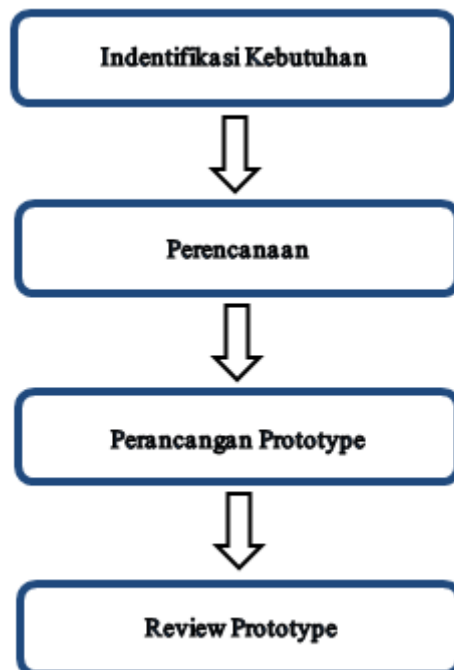 Indentifikasi Kebutuhan
Perencanaan
Perancangan Prototype
Review Prototype